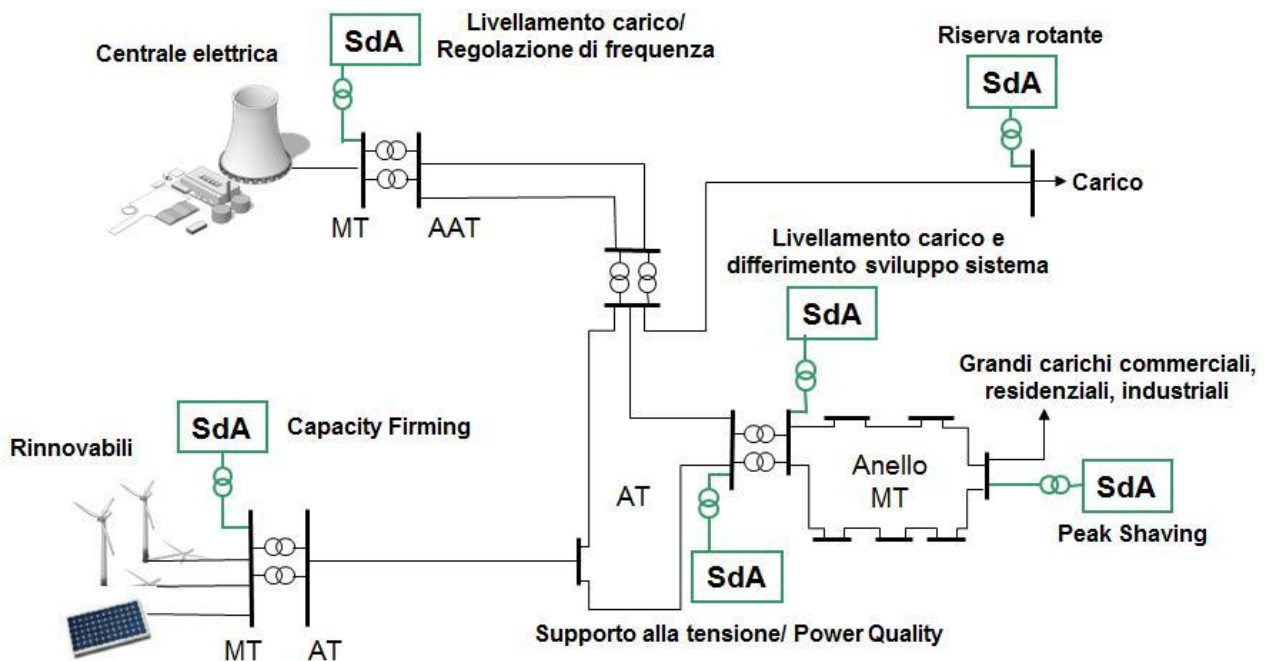 Livellamento carico/
Regolazione di frequenza
SdA
Centrale elettrica
Riserva rotante
SdA
MT
AAT
Carico
Livellamento carico e
differimento sviluppo sistema
SdA
Grandi carichi commerciali,
residenziali, industriali
SdA
Capacity Firming
Rinnovabili
AT
Anello
MT
SdA
Peak Shaving
SdA
Supporto alla tensione/ Power Quality
MT
AT